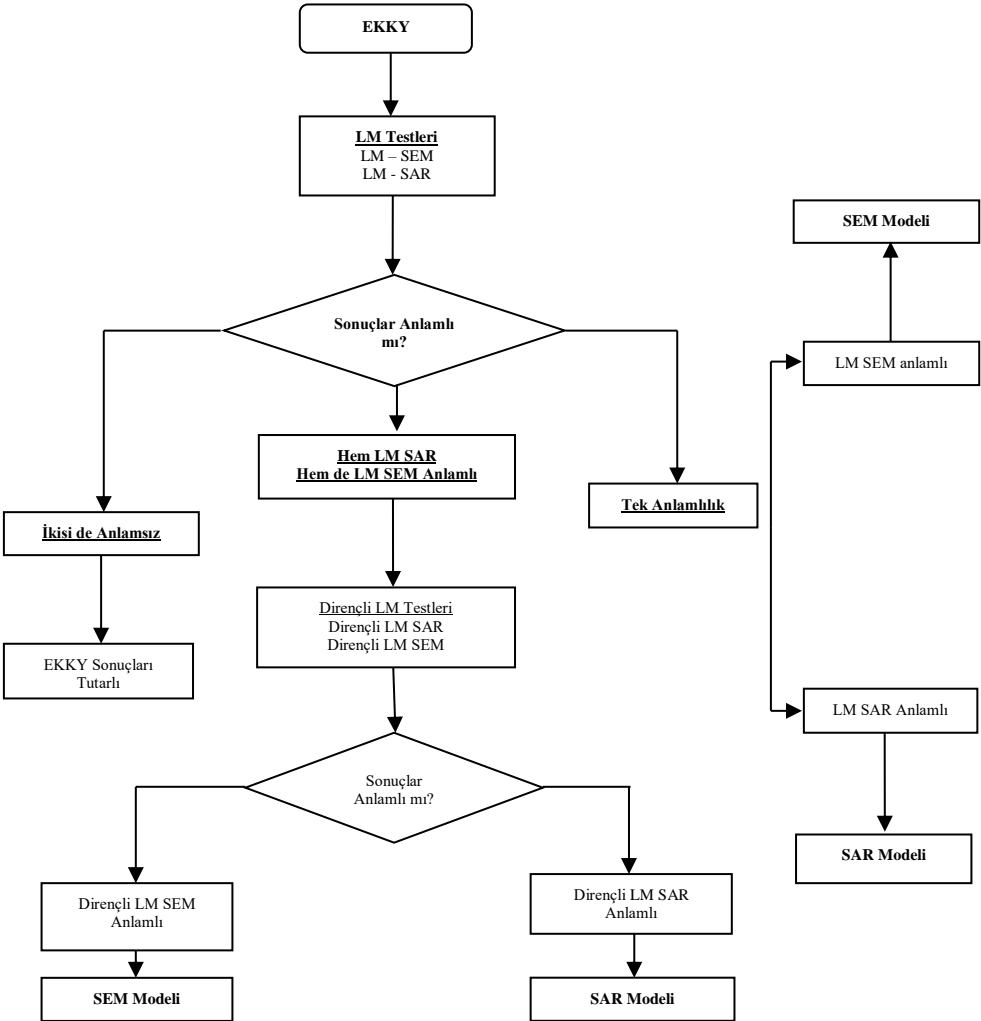 EKKY
LM Testleri
LM – SEM
LM - SAR
SEM Modeli
Sonuçlar Anlamlı
mı?
LM SEM anlamlı
Hem LM SAR
Hem de LM SEM Anlamlı
Tek Anlamlılık
İkisi de Anlamsız
Dirençli LM Testleri
Dirençli LM SAR
Dirençli LM SEM
EKKY Sonuçları
Tutarlı
LM SAR Anlamlı
Sonuçlar
Anlamlı mı?
SAR Modeli
Dirençli LM SEM
Anlamlı
Dirençli LM SAR
Anlamlı
SEM Modeli
SAR Modeli